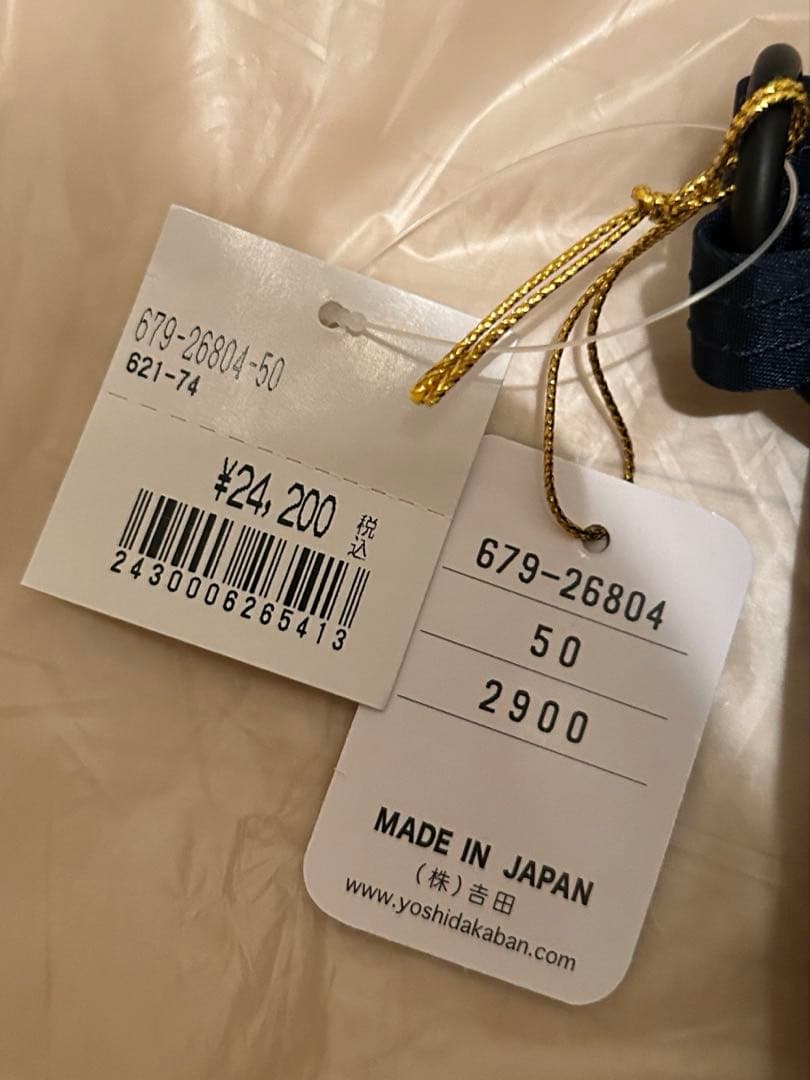 679-26804-50
621-74
¥24,200 税込
2430006265413
679-26804
50
2900
MADE IN JAPAN
(株)吉田
www.yoshidakaban.com